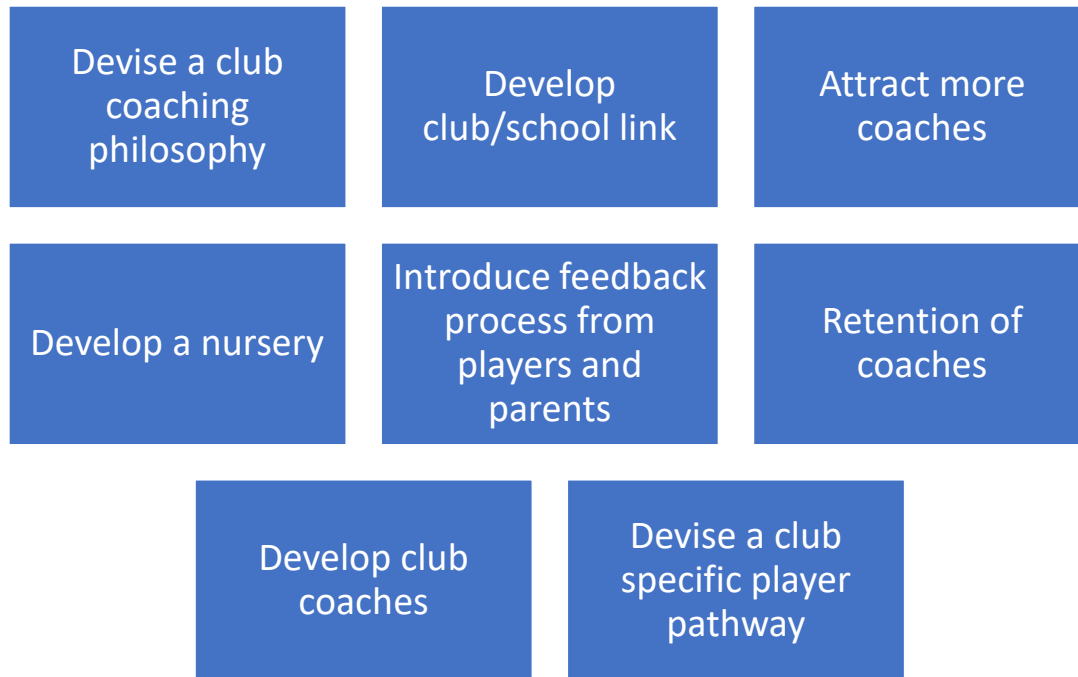 Devise a club
coaching
philosophy
Develop
club/school link
Attract more
coaches
Develop a nursery
Introduce feedback
process from
players and
parents
Retention of
coaches
Develop club
coaches
Devise a club
specific player
pathway